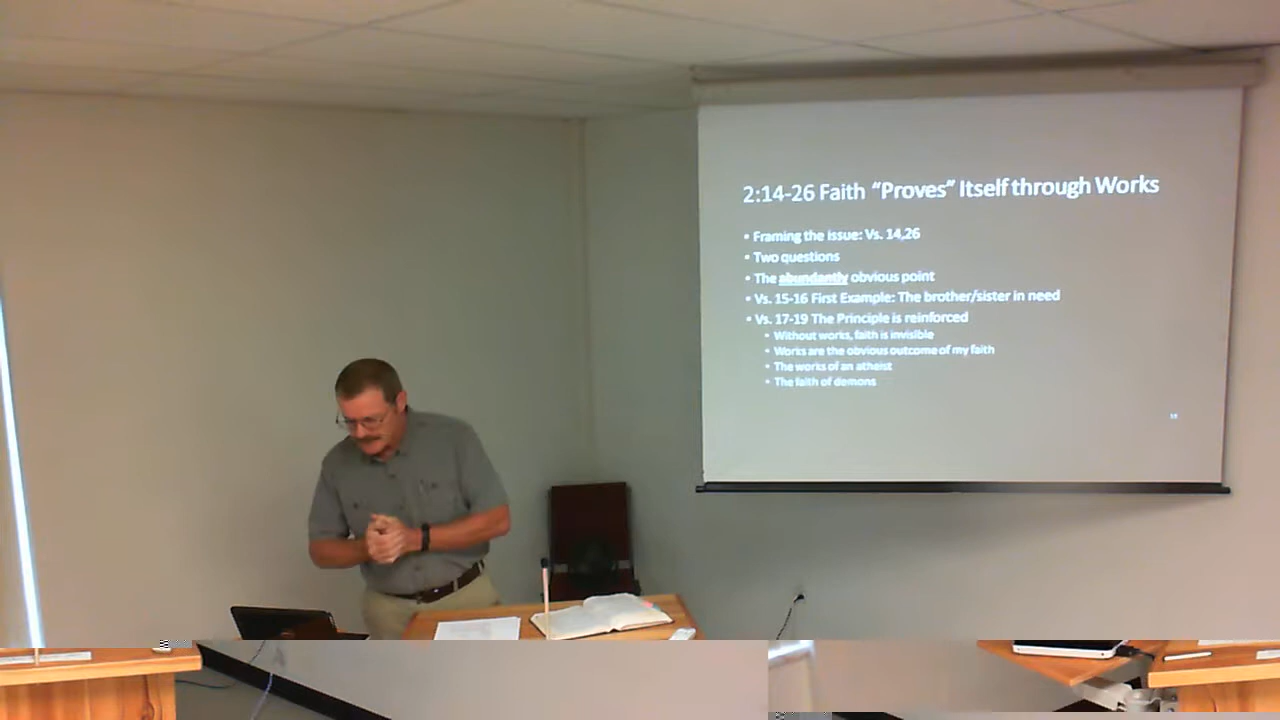 2:14-26 Faith “Proves” Itself through Works
• Framing the issue: Vs. 14,26
• Two questions
• The abundantly obvious point
• Vs. 15-16 First Example: The brother/sister in need
• Vs. 17-19 The Principle is reinforced
• Without works, faith is invisible
• Works are the obvious outcome of my faith
• The works of an atheist
• The faith of demons